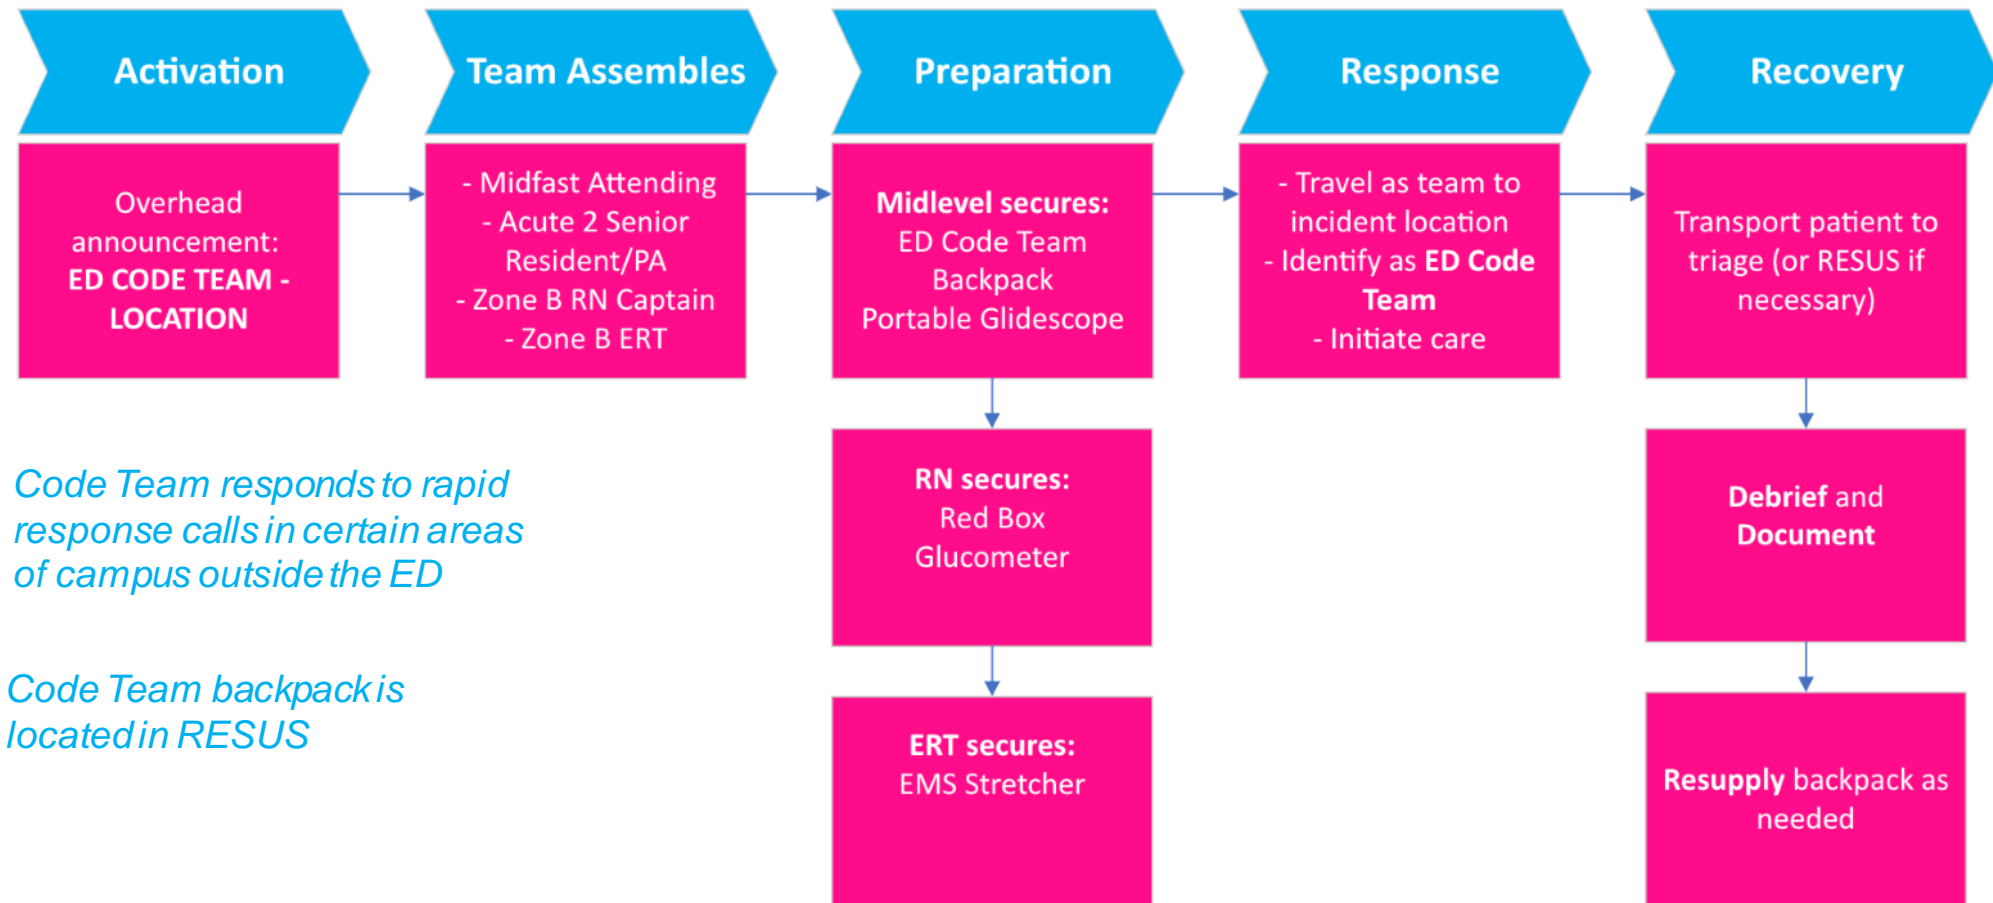 Activation
Team Assembles
Preparation
Response
Recovery
Overhead
announcement:
ED CODE TEAM -
LOCATION
- Midfast Attending
- Acute 2 Senior
Resident/PA
- Zone B RN Captain
- Zone B ERT
Midlevel secures:
ED Code Team
Backpack
Portable Glidescope
- Travel as team to
incident location
- Identify as ED Code
Team
- Initiate care
Transport patient to
triage (or RESUS if
necessary)
RN secures:
Red Box
Glucometer
Debrief and
Document
ERT secures:
EMS Stretcher
Resupply backpack as
needed
Code Team responds to rapid
response calls in certain areas
of campus outside the ED
Code Team backpack is
located in RESUS